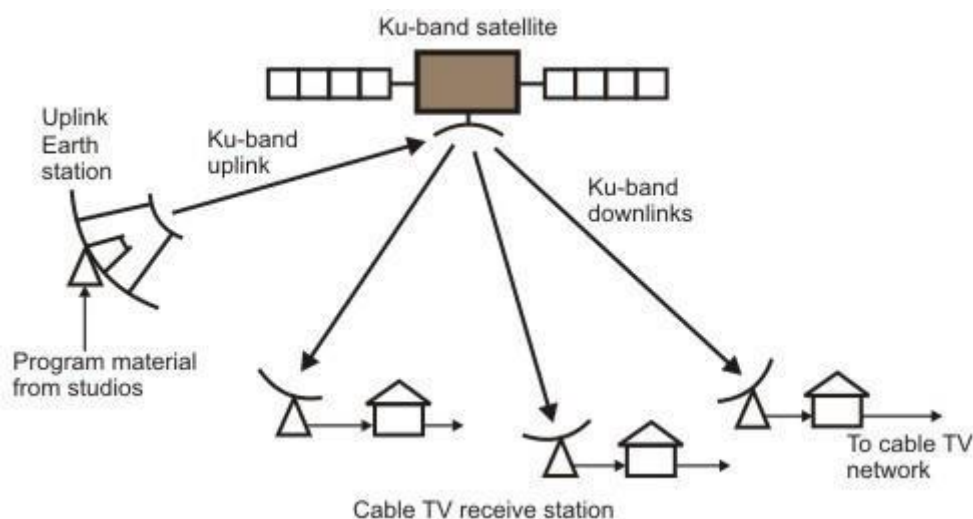 Ku-band satellite
Uplink
Earth
station
Ku-band
uplink
Ku-band
downlinks
Program material
from studios
To cable TV
network
Cable TV receive station